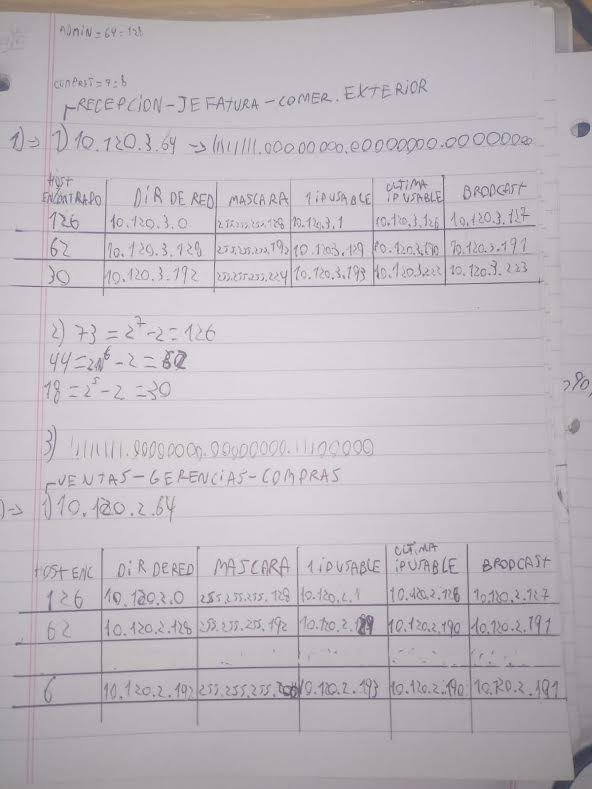 ADMIN = 64 = 128
COMPRAS = 4 = 6
RECEPCION - JEFATURA - COMER. EXTERIOR
1) => 1) 10.120.3.64 -> 11111111.00000000.00000000.00000000
HOST ENCONTRADO DIR DE RED MASCARA 1 IP USABLE ULTIMA IP USABLE BRODCAST
126 10.120.3.0 255.255.255.128 10.120.3.1 10.120.3.126 10.120.3.127
62 10.120.3.128 255.255.255.192 10.120.3.129 10.120.3.190 10.120.3.191
30 10.120.3.192 255.255.255.224 10.120.3.193 10.120.3.222 10.120.3.223
2) 73 = 2^7 - 2 = 126
44 = 2^6 - 2 = 62
18 = 2^5 - 2 = 30
3) 11111111.00000000.00000000.11100000
VENTAS - GERENCIAS - COMPRAS
) -> 1) 10.120.2.64
HOST ENC DIR DE RED MASCARA 1 IP USABLE ULTIMA IP USABLE BRODCAST
126 10.120.2.0 255.255.255.128 10.120.2.1 10.120.2.126 10.120.2.127
62 10.120.2.128 255.255.255.192 10.120.2.129 10.120.2.190 10.120.2.191
6 10.120.2.192 255.255.255. 10.120.2.193 10.120.2.190 10.120.2.191